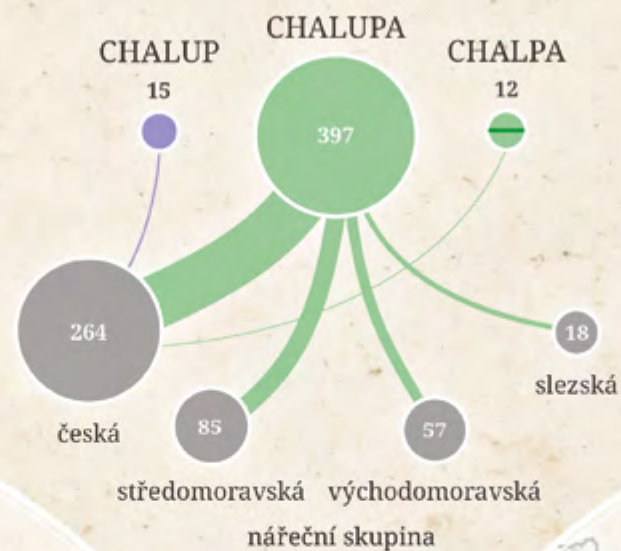 CHALUPA
CHALUP
CHALPA
15
12
397
264
18
slezská
85
57
česká
středomoravská
východomoravská
nářeční skupina